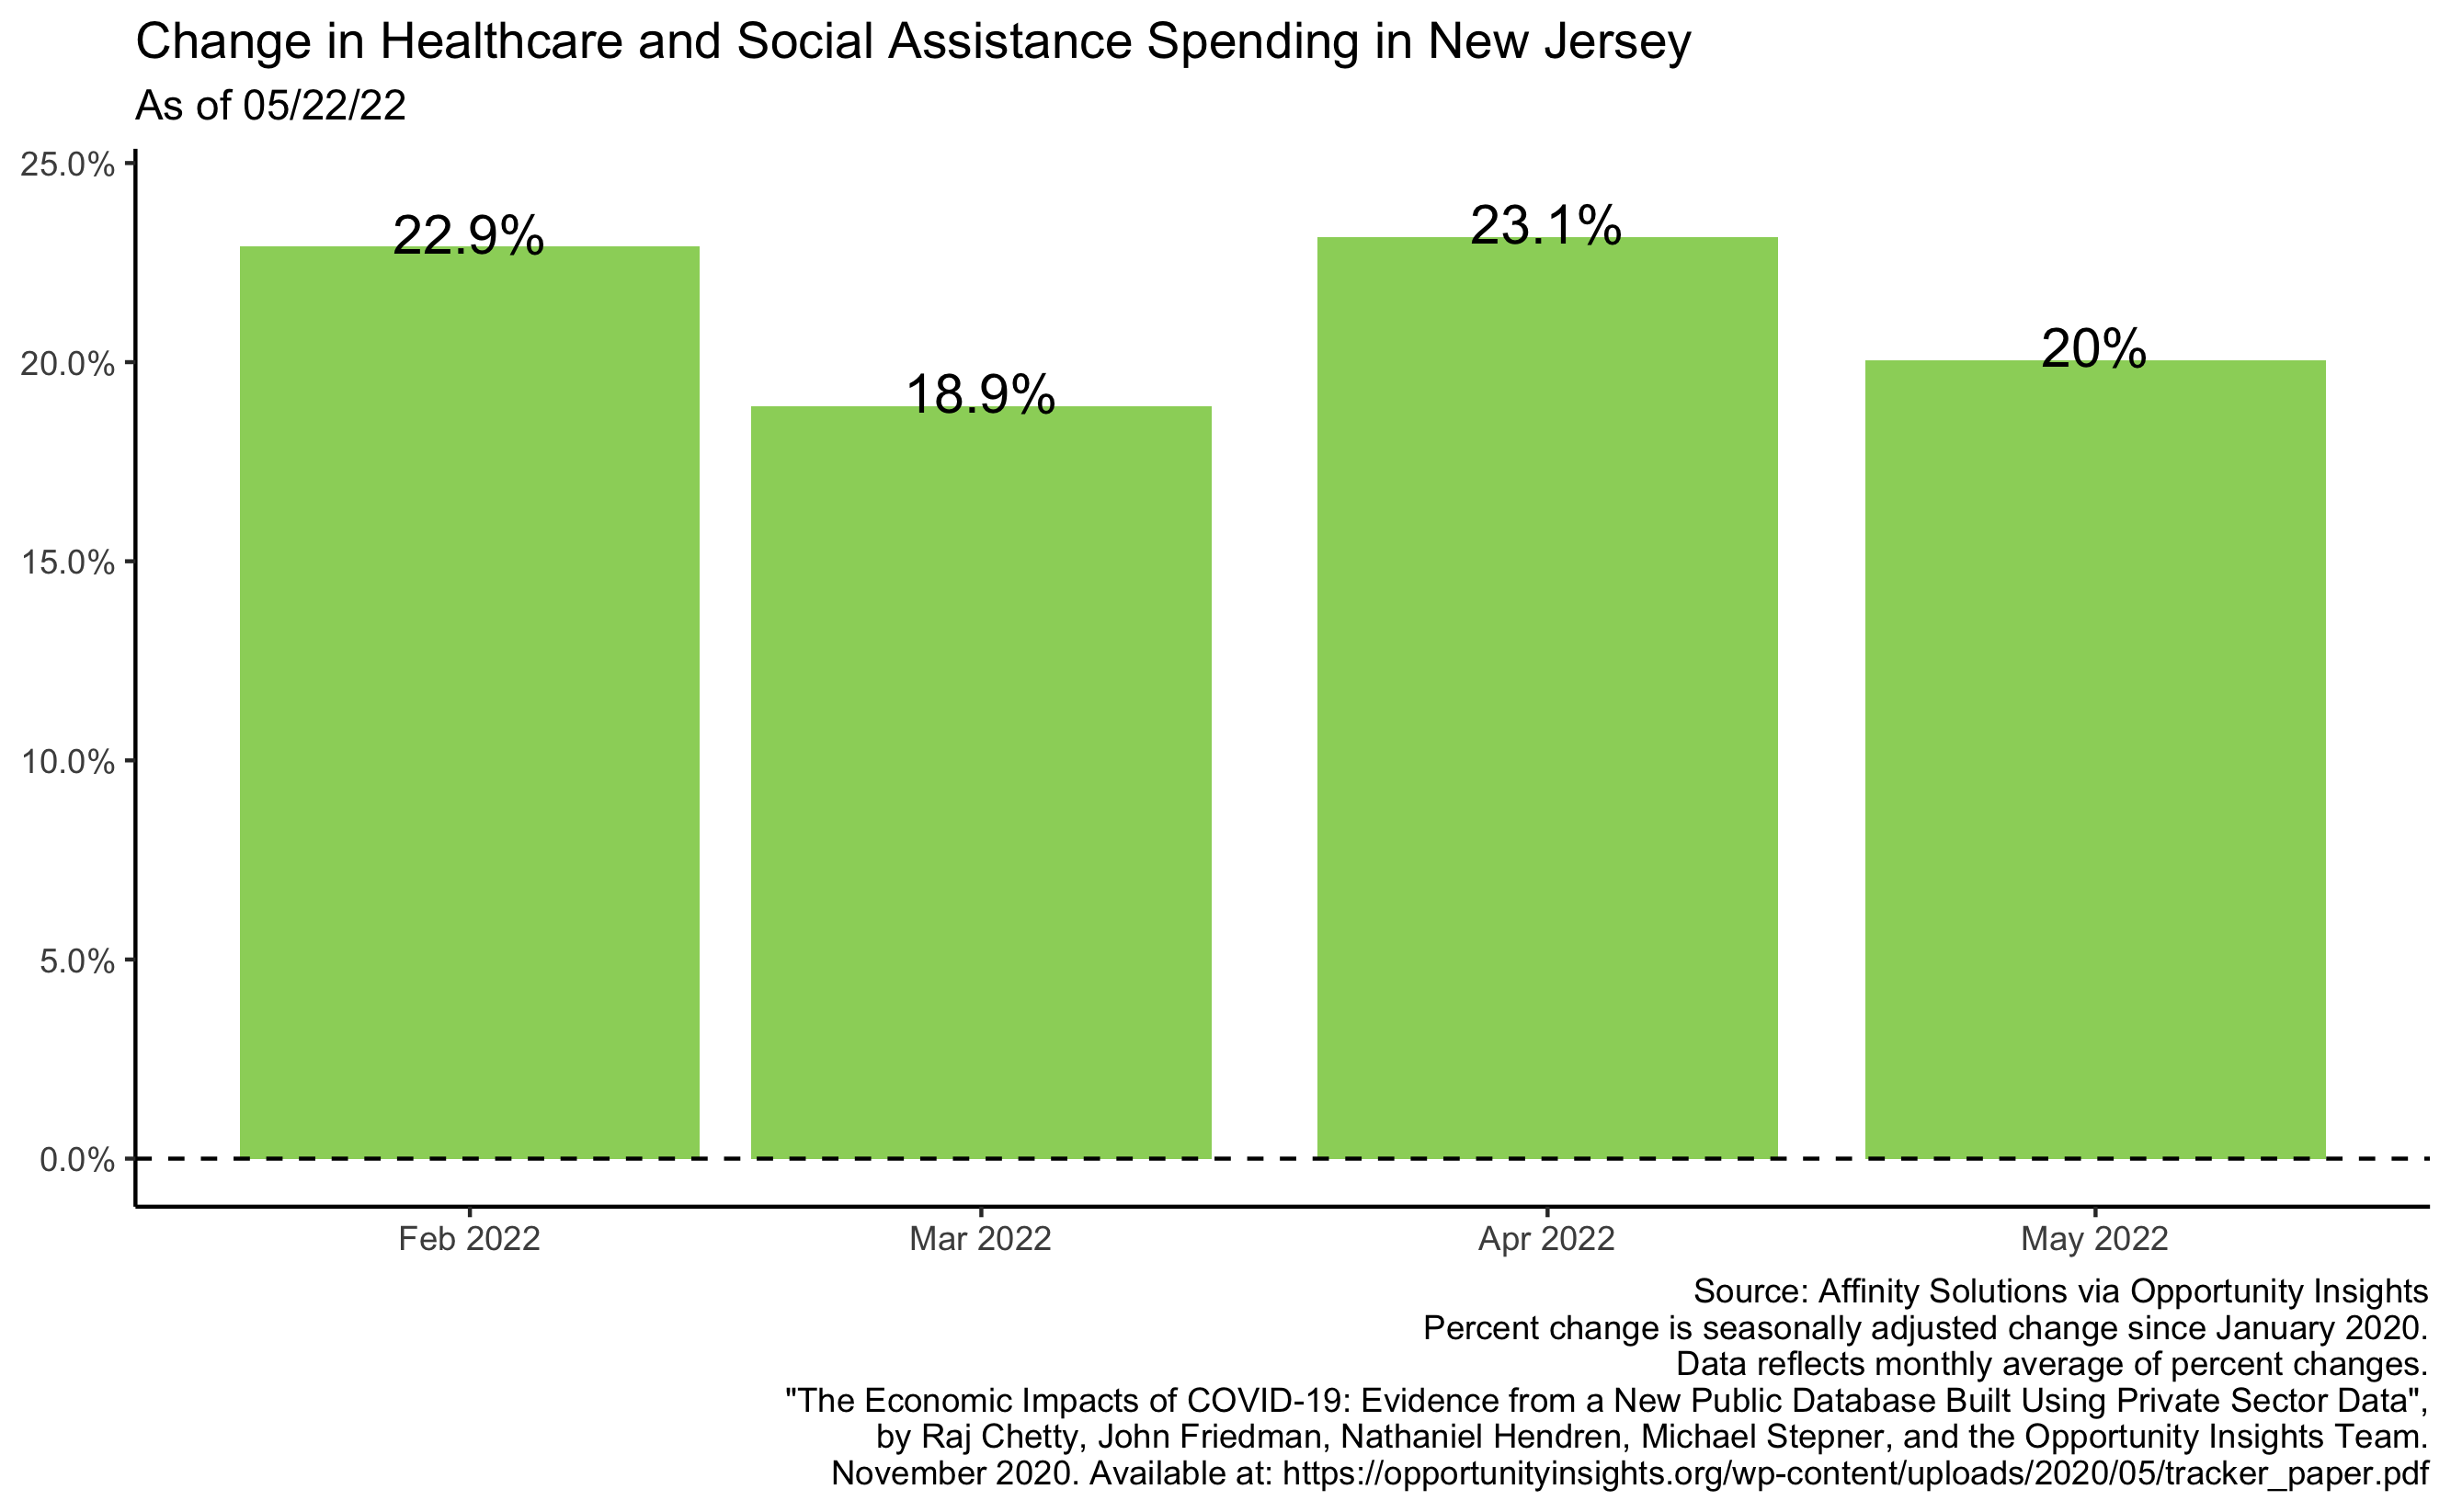 Change in Healthcare and Social Assistance Spending in New Jersey
As of 05/22/22
25.0%
20.0%
15.0%
10.0%
5.0%
0.0%
22.9%
18.9%
23.1%
20%
Feb 2022
Mar 2022
Apr 2022
May 2022
Source: Affinity Solutions via Opportunity Insights
Percent change is seasonally adjusted change since January 2020.
Data reflects monthly average of percent changes.
"The Economic Impacts of COVID-19: Evidence from a New Public Database Built Using Private Sector Data",
by Raj Chetty, John Friedman, Nathaniel Hendren, Michael Stepner, and the Opportunity Insights Team.
November 2020. Available at: https://opportunityinsights.org/wp-content/uploads/2020/05/tracker_paper.pdf